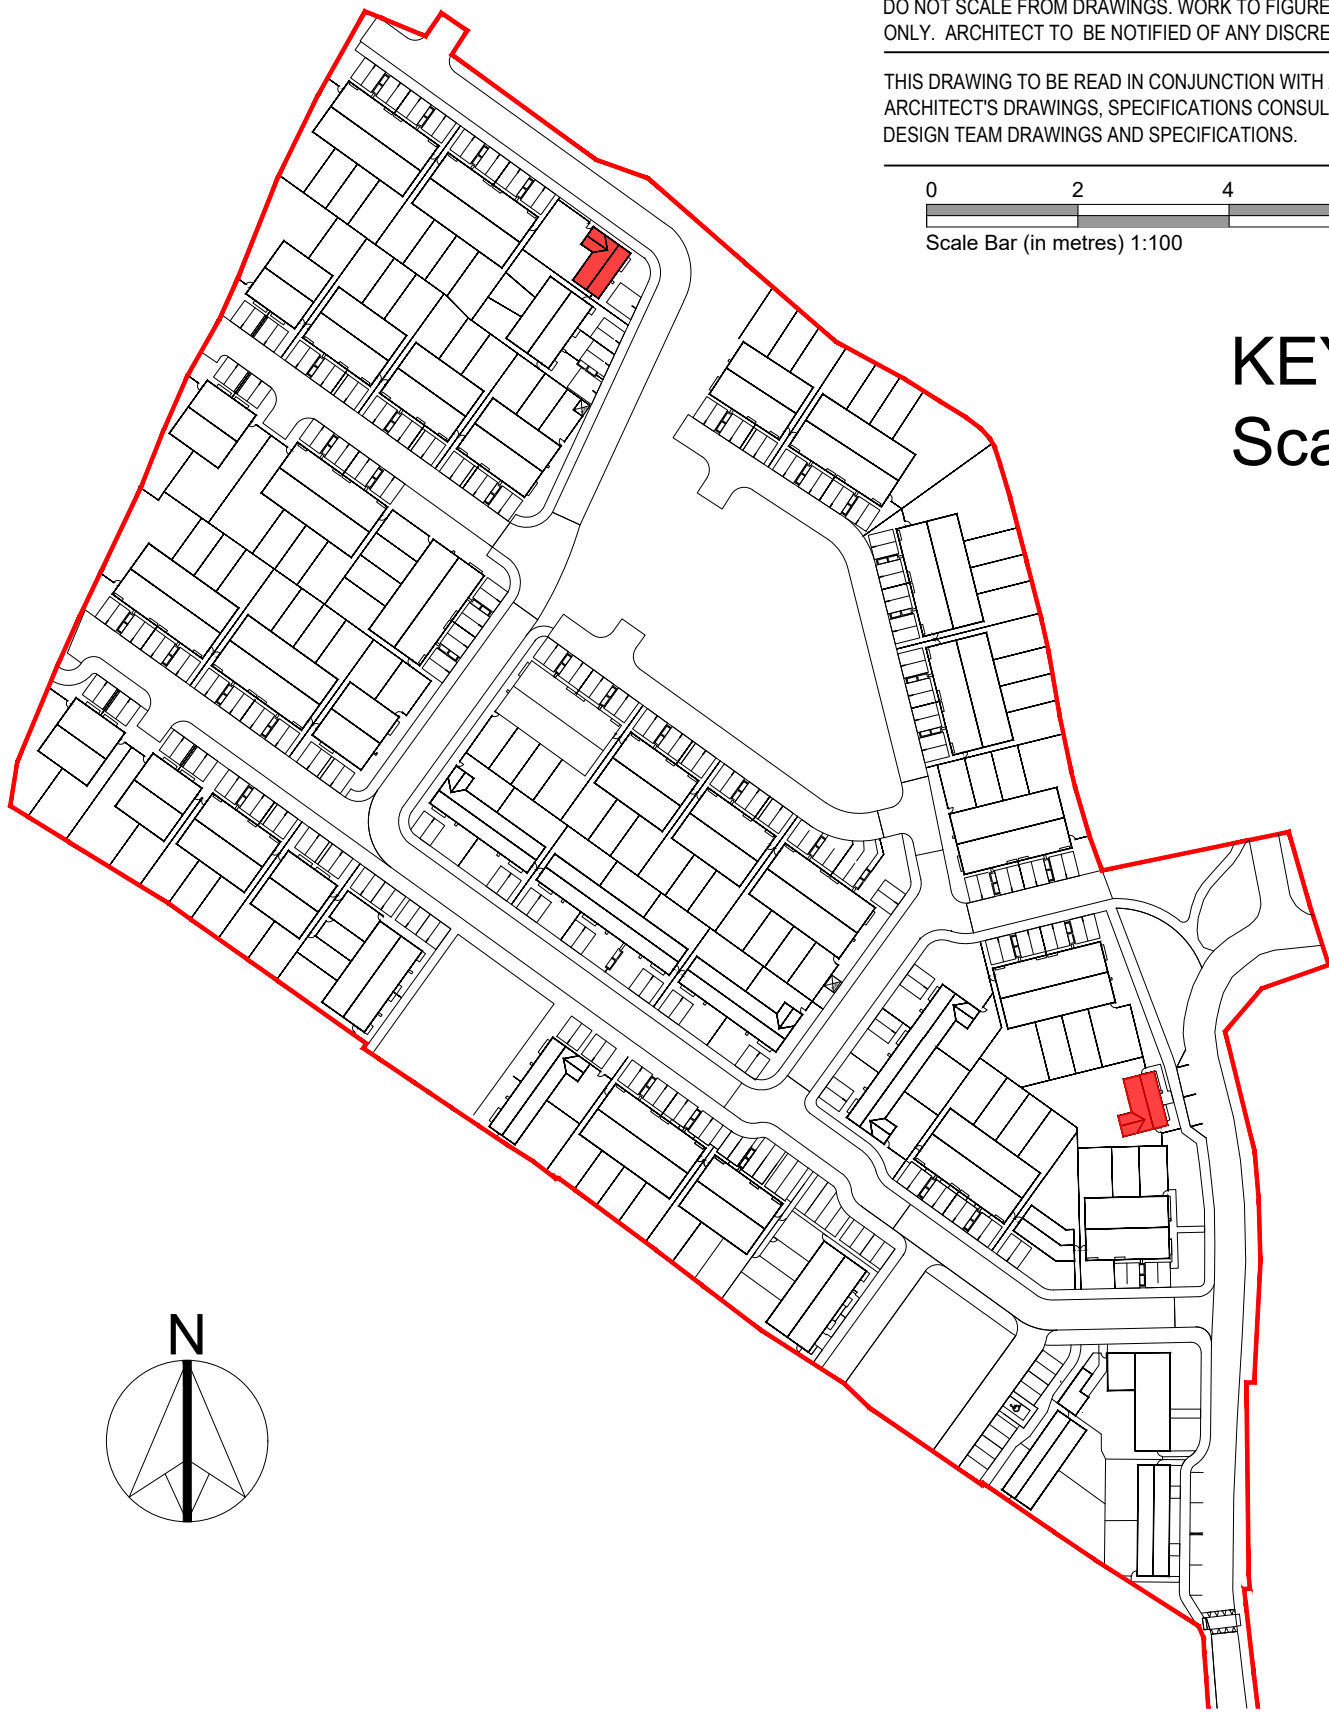 DO NOT SCALE FROM DRAWINGS. WORK TO FIGURE
ONLY. ARCHITECT TO BE NOTIFIED OF ANY DISCRE
THIS DRAWING TO BE READ IN CONJUNCTION WITH
ARCHITECT'S DRAWINGS, SPECIFICATIONS CONSUL
DESIGN TEAM DRAWINGS AND SPECIFICATIONS.
0 2 4
Scale Bar (in metres) 1:100
KEY
Sca
N